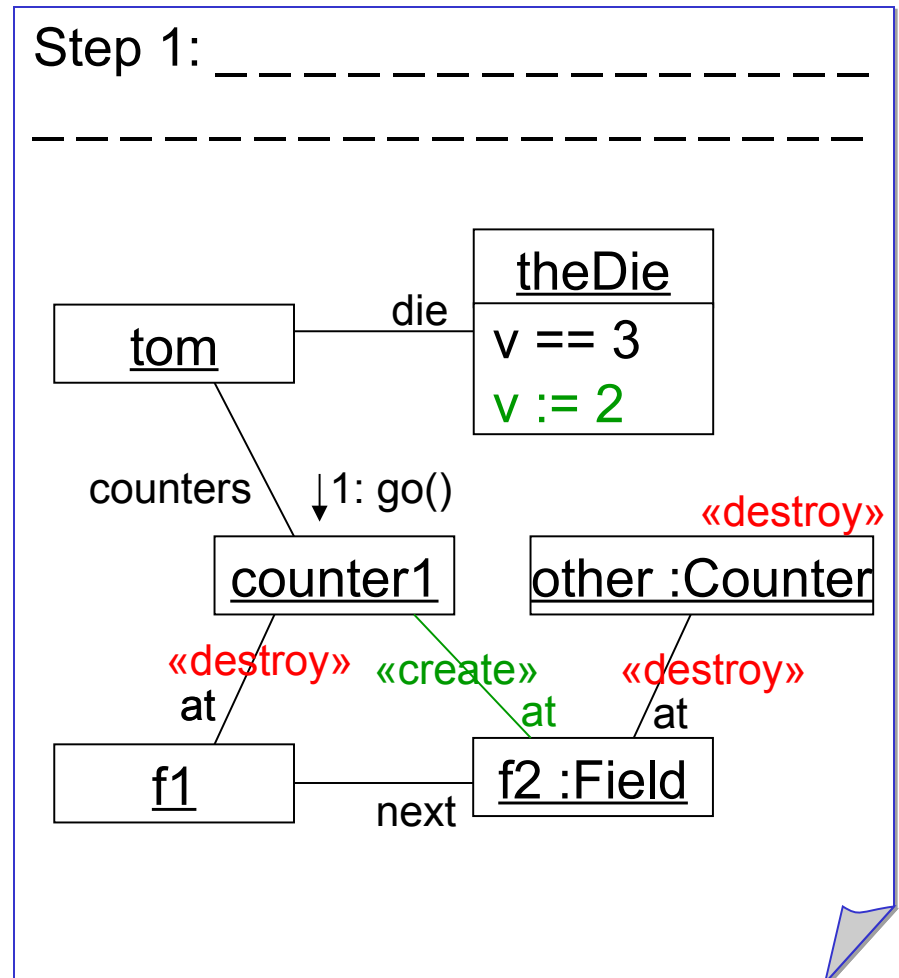 Step 1:
theDie
die
tom
v == 3
v := 2
counters
1: go()
«destroy»
counter1
other :Counter
«destroy»
«create»
«destroy»
at
at
at
f1
f2 :Field
next